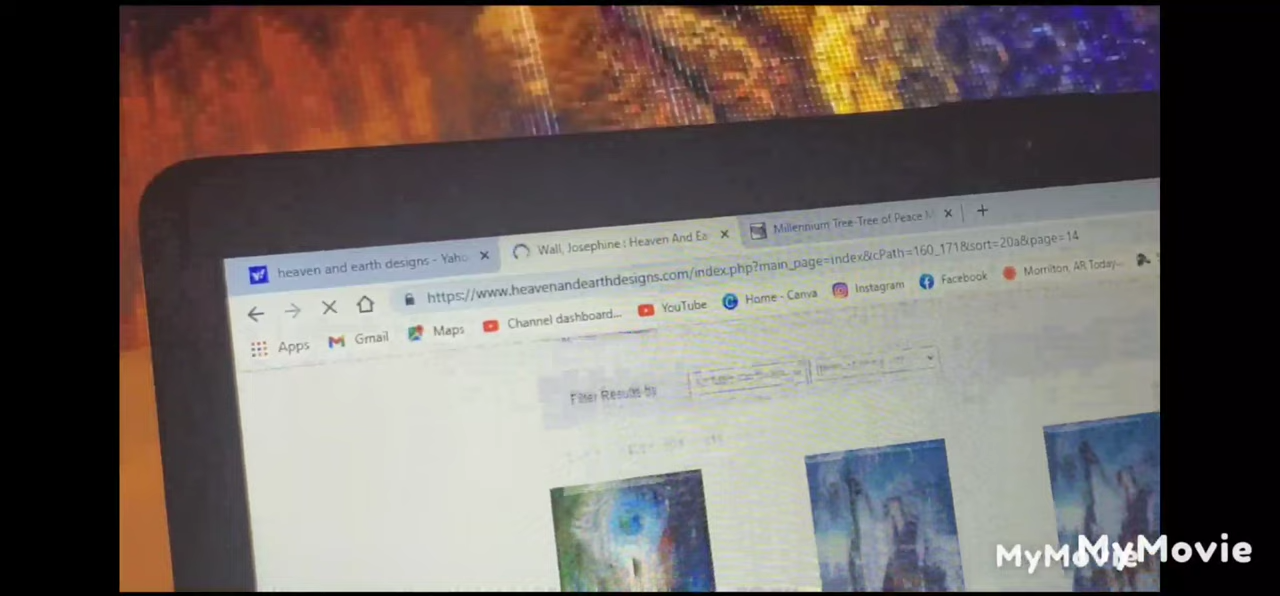 heaven and earth designs - Yaho
Wall, Josephine : Heaven And Ea
Millennium Tree-Tree of Peace M
https://www.heavenandearthdesigns.com/index.php?main_page=index&cPath=160_171&sort=20a&page=14
Apps Gmail Maps Channel dashboard... YouTube Home - Canva Instagram Facebook Morrilton, AR Today...
Filter Results by
MyMovie
MyMovie